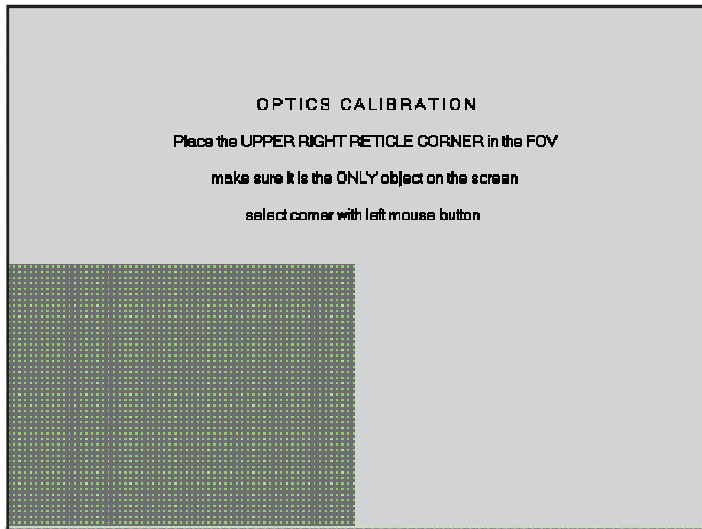 OPTICS CALIBRATION
Place the UPPER RIGHT RETICLE CORNER in the FOV
make sure it is the ONLY object on the screen
select corner with left mouse button